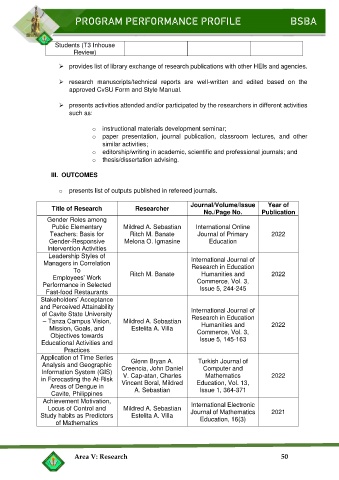 PROGRAM PERFORMANCE PROFILE BSBA
Students (T3 Inhouse
Review)
➢ provides list of library exchange of research publications with other HEIs and agencies.
➢ research manuscripts/technical reports are well-written and edited based on the
approved CvSU Form and Style Manual.
➢ presents activities attended and/or participated by the researchers in different activities
such as:
o instructional materials development seminar;
o paper presentation, journal publication, classroom lectures, and other
similar activities;
o editorship/writing in academic, scientific and professional journals; and
o thesis/dissertation advising.
III. OUTCOMES
o presents list of outputs published in refereed journals.
Title of Research Researcher Journal/Volume/Issue No./Page No. Year of Publication
Gender Roles among
Public Elementary
Teachers: Basis for
Gender-Responsive
Intervention Activities
Mildred A. Sebastian
Ritch M. Banate
Melona O. Igmasine
International Online
Journal of Primary
Education
2022
Leadership Styles of
Managers in Correlation
To
Employees' Work
Performance in Selected
Fast-food Restaurants
Ritch M. Banate
International Journal of
Research in Education
Humanities and
Commerce, Vol. 3,
Issue 5, 244-245
2022
Stakeholders' Acceptance
and Perceived Attainability
of Cavite State University
– Tanza Campus Vision,
Mission, Goals, and
Objectives towards
Educational Activities and
Practices
Mildred A. Sebastian
Estelita A. Villa
International Journal of
Research in Education
Humanities and
Commerce, Vol. 3,
Issue 5, 145-163
2022
Application of Time Series
Analysis and Geographic
Information System (GIS)
in Forecasting the At-Risk
Areas of Dengue in
Cavite, Philippines
Glenn Bryan A.
Creencia, John Daniel
V. Cap-atan, Charles
Vincent Boral, Mildred
A. Sebastian
Turkish Journal of
Computer and
Mathematics
Education, Vol. 13,
Issue 1, 364-371
2022
Achievement Motivation,
Locus of Control and
Study habits as Predictors
of Mathematics
Mildred A. Sebastian
Estelita A. Villa
International Electronic
Journal of Mathematics
Education, 16(3)
2021
Area V: Research 50